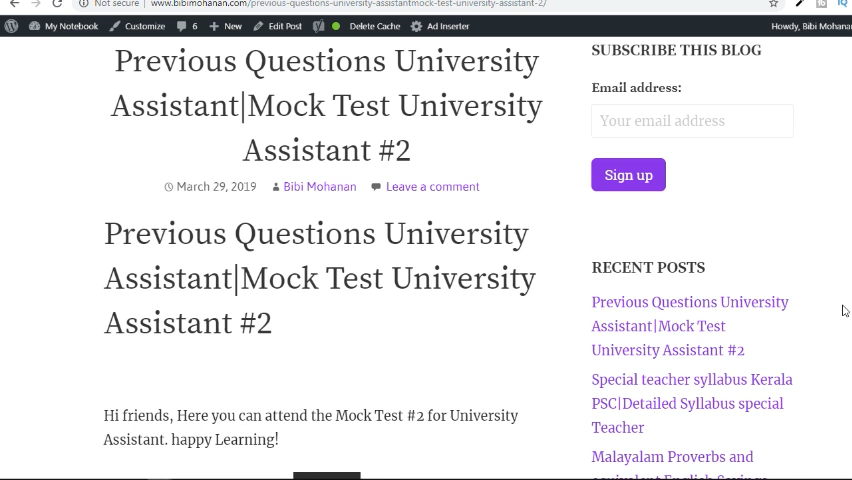 Not secure www.bibimohanan.com/previous-questions-university-assistantmock-test-university-assistant-2/
My Notebook Customize 6 New Edit Post Delete Cache Ad Inserter Howdy, Bibi Mohanan
Previous Questions University
Assistant|Mock Test University
Assistant #2
March 29, 2019 Bibi Mohanan Leave a comment
Previous Questions University
Assistant|Mock Test University
Assistant #2
Hi friends, Here you can attend the Mock Test #2 for University
Assistant. happy Learning!
SUBSCRIBE THIS BLOG
Email address:
Your email address
Sign up
RECENT POSTS
Previous Questions University
Assistant|Mock Test
University Assistant #2
Special teacher syllabus Kerala
PSC|Detailed Syllabus special
Teacher
Malayalam Proverbs and
equivalent English Sayings